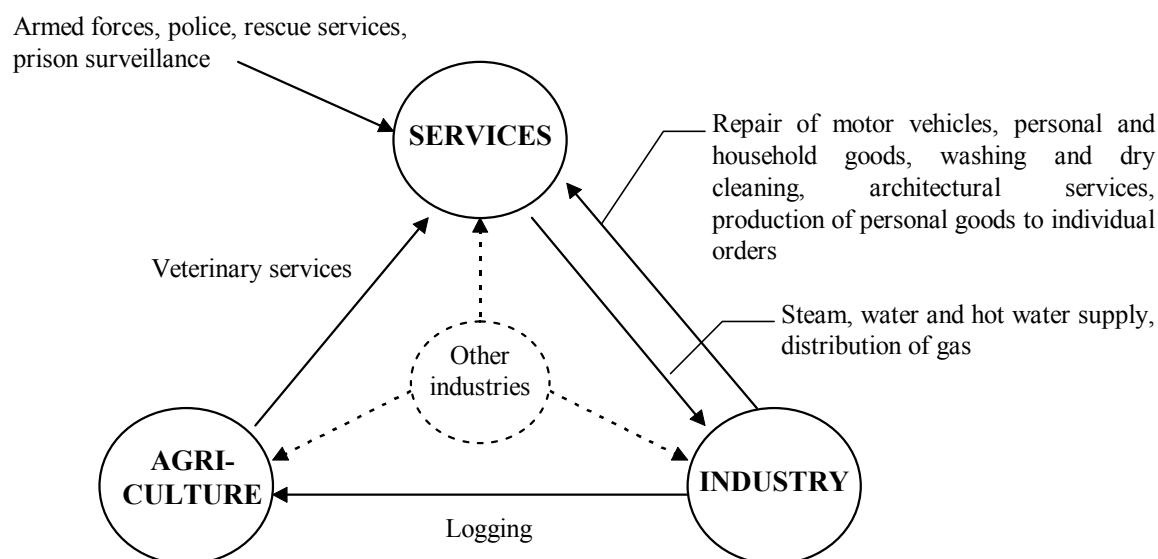 Armed forces, police, rescue services,
prison surveillance
SERVICES
Repair of motor vehicles, personal and
household goods, washing and dry
cleaning, architectural services,
production of personal goods to individual
orders
Veterinary services
Steam, water and hot water supply,
distribution of gas
Other
industries
AGRI-
CULTURE
INDUSTRY
Logging